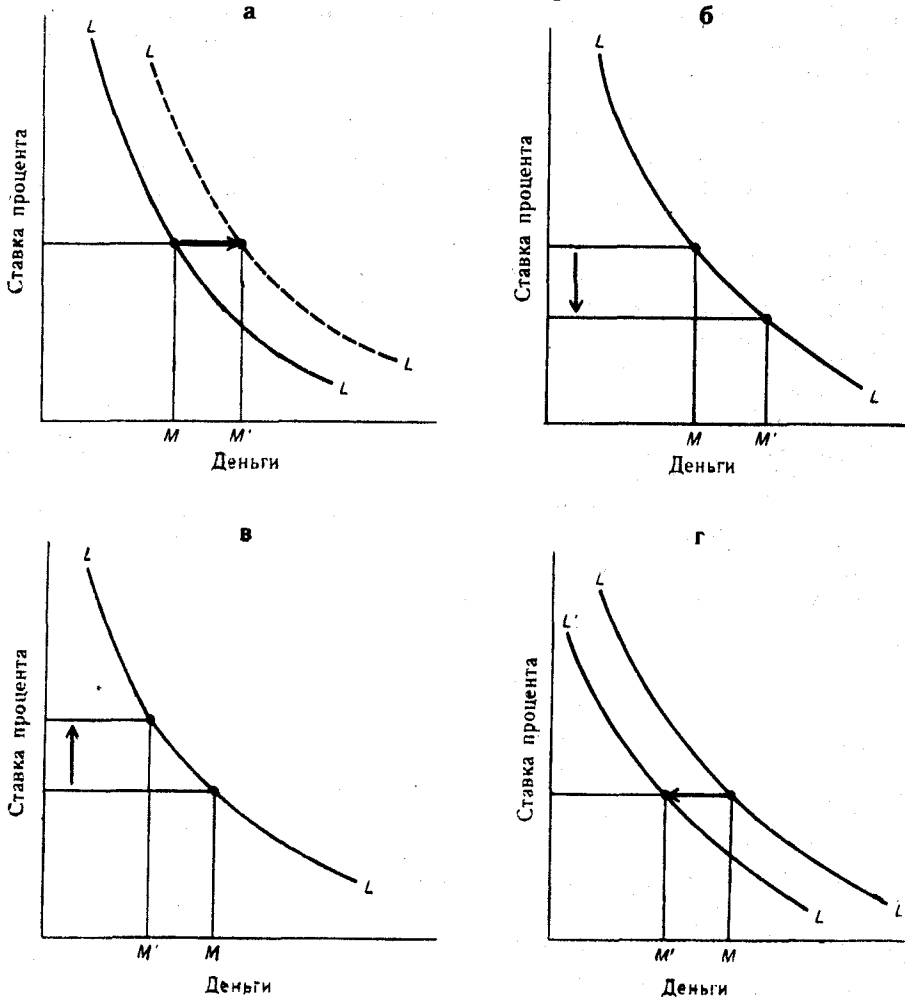 а
L
L
L
L
Ставка процента
M
M'
Деньги
б
L
L
Ставка процента
M
M'
Деньги
в
L
L
Ставка процента
M'
M
Деньги
г
L'
L
L
L
Ставка процента
M'
M
Деньги